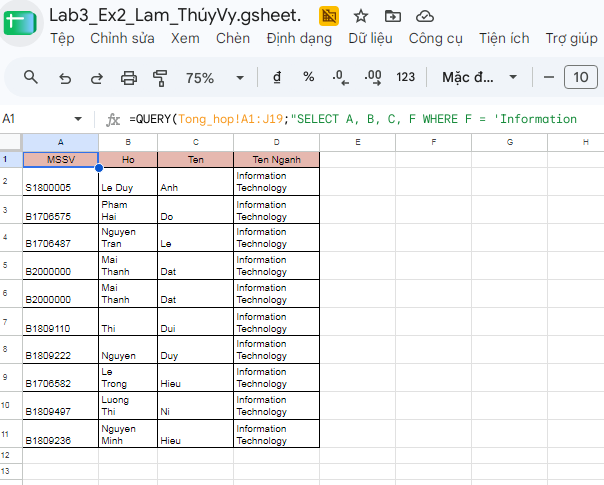 Lab3_Ex2_Lam_ThúyVy.gsheet.
Tệp Chỉnh sửa Xem Chèn Định dạng Dữ liệu Công cụ Tiện ích Trợ giúp
75% đ % .0 .00 123 Mặc đ... 10
A1 fx =QUERY(Tong_hop!A1:J19;"SELECT A, B, C, F WHERE F = 'Information
A B C D E F G H
1 MSSV Ho Ten Ten Nganh
2 S1800005 Le Duy Anh Information Technology
3 B1706575 Pham Hai Do Information Technology
4 B1706487 Nguyen Tran Le Information Technology
5 B2000000 Mai Thanh Dat Information Technology
6 B2000000 Mai Thanh Dat Information Technology
7 B1809110 Thi Dui Information Technology
8 B1809222 Nguyen Duy Information Technology
9 B1706582 Le Trong Hieu Information Technology
10 B1809497 Luong Thi Ni Information Technology
11 B1809236 Nguyen Minh Hieu Information Technology
12
13